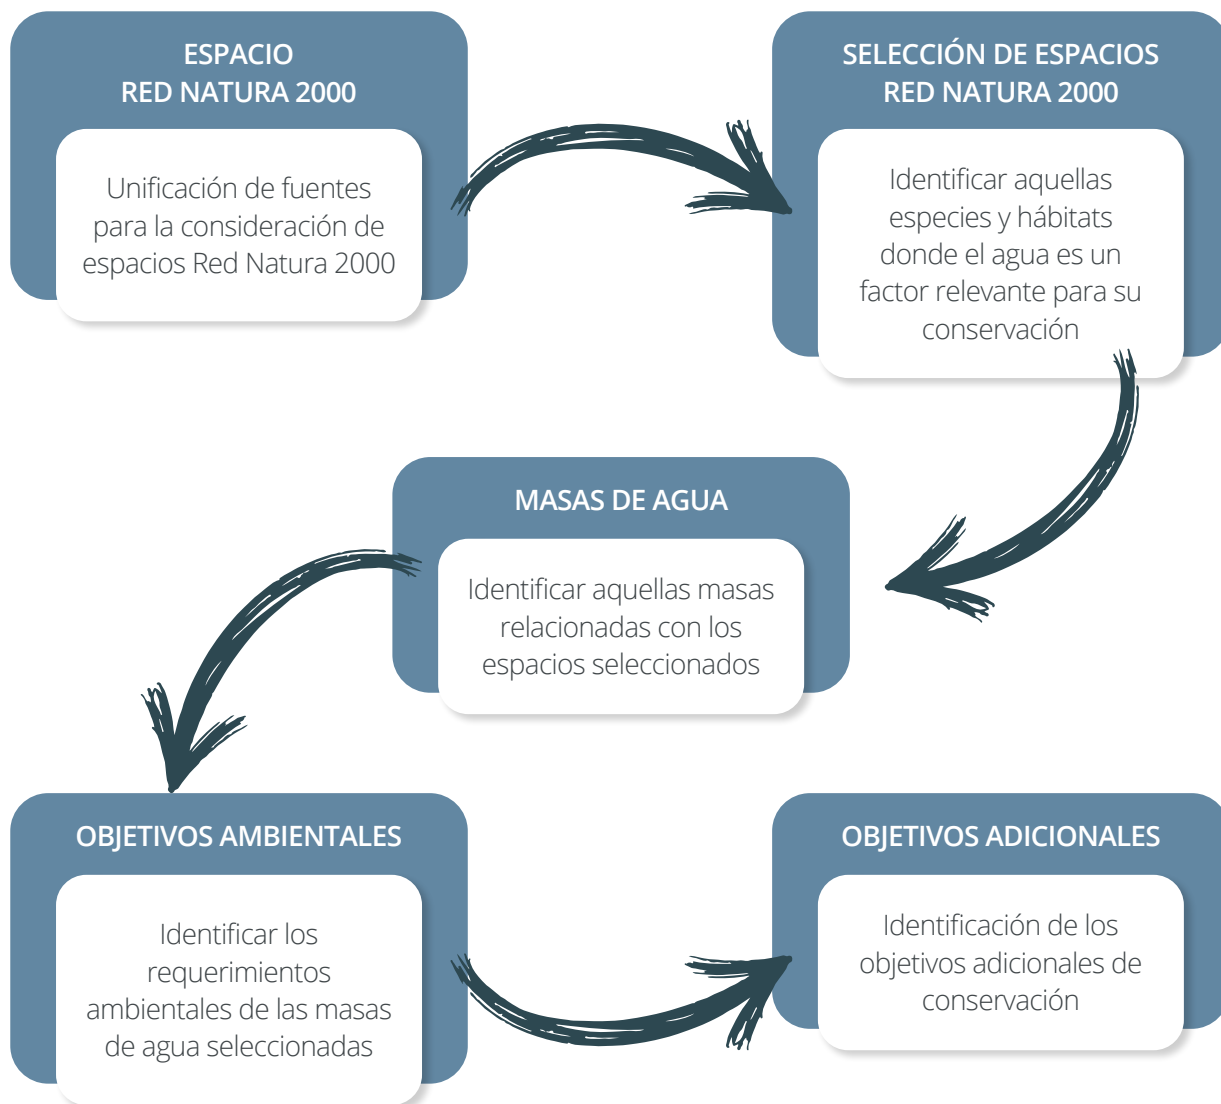 ESPACIO
RED NATURA 2000
Unificación de fuentes
para la consideración de
espacios Red Natura 2000
SELECCIÓN DE ESPACIOS
RED NATURA 2000
Identificar aquellas
especies y hábitats
donde el agua es un
factor relevante para su
conservación
MASAS DE AGUA
Identificar aquellas masas
relacionadas con los
espacios seleccionados
OBJETIVOS AMBIENTALES
Identificar los
requerimientos
ambientales de las masas
de agua seleccionadas
OBJETIVOS ADICIONALES
Identificación de los
objetivos adicionales de
conservación